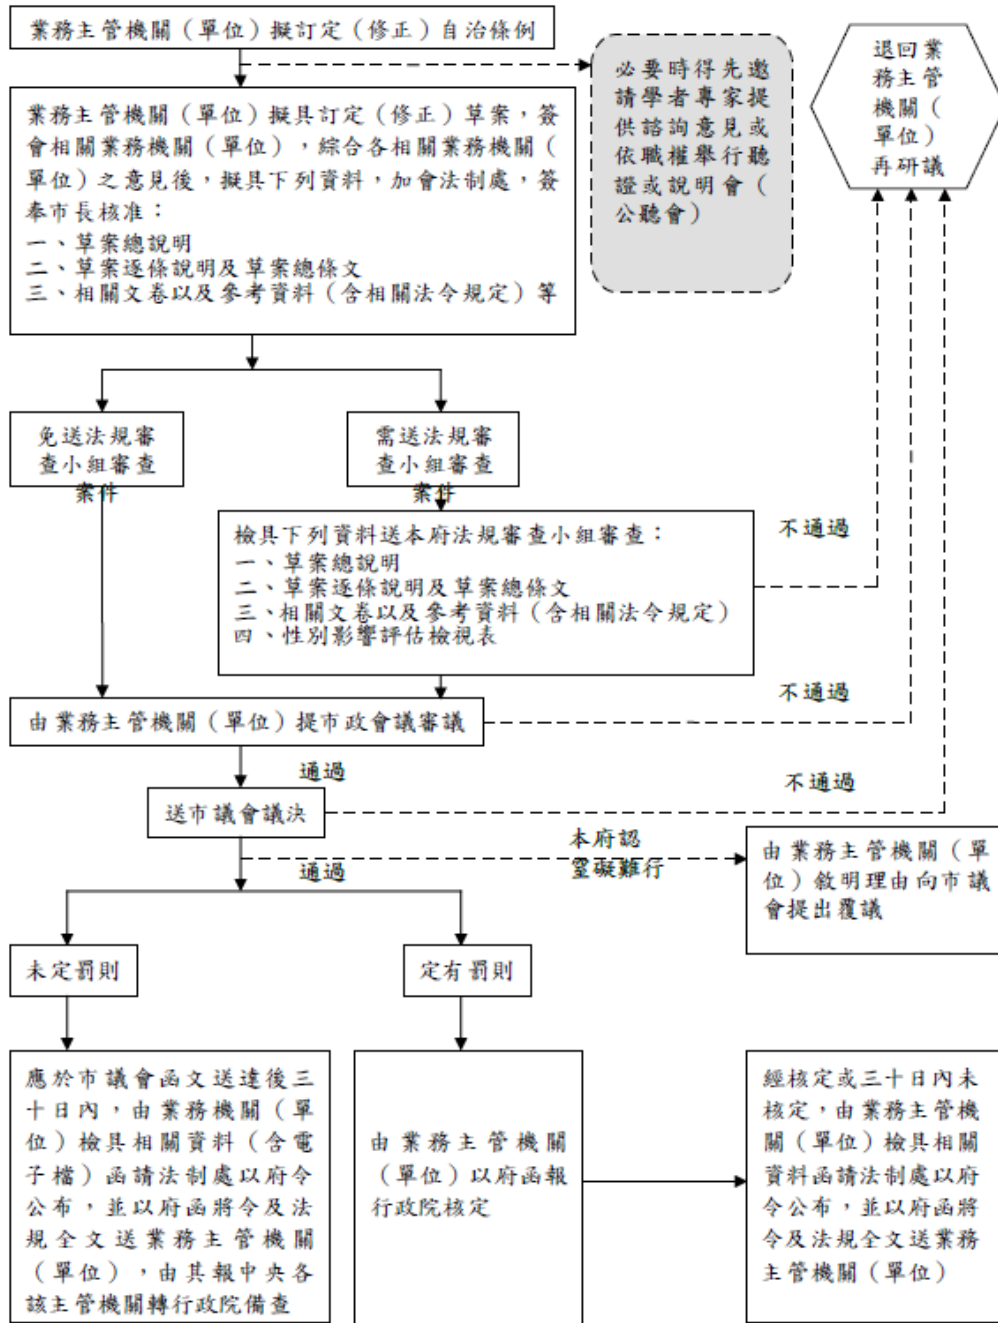 業務主管機關（單位）擬訂定（修正）自治條例
必要時得先邀
請學者專家提
供諮詢意見或
依職權舉行聽
證或說明會（
公聽會）
退回業
務主管
機關（
單位）
再研議
業務主管機關（單位）擬具訂定（修正）草案，簽
會相關業務機關（單位），綜合各相關業務機關（
單位）之意見後，擬具下列資料，加會法制處，簽
奉市長核准：
一、草案總說明
二、草案逐條說明及草案總條文
三、相關文卷以及參考資料（含相關法令規定）等
免送法規審
查小組審查
案件
需送法規審
查小組審查
案件
檢具下列資料送本府法規審查小組審查：
一、草案總說明
二、草案逐條說明及草案總條文
三、相關文卷以及參考資料（含相關法令規定）
四、性別影響評估檢視表
不通過
由業務主管機關（單位）提市政會議審議
不通過
通過
送市議會議決
不通過
通過
本府認
窒礙難行
由業務主管機關（單
位）敘明理由向市議
會提出覆議
未定罰則
定有罰則
應於市議會函文送達後三
十日內，由業務機關（單
位）檢具相關資料（含電
子檔）函請法制處以府令
公布，並以府函將令及法
規全文送業務主管機關
（單位），由其報中央各
該主管機關轉行政院備查
由業務主管機關
（單位）以府函報
行政院核定
經核定或三十日內未
核定，由業務主管機
關（單位）檢具相關
資料函請法制處以府
令公布，並以府函將
令及法規全文送業務
主管機關（單位）